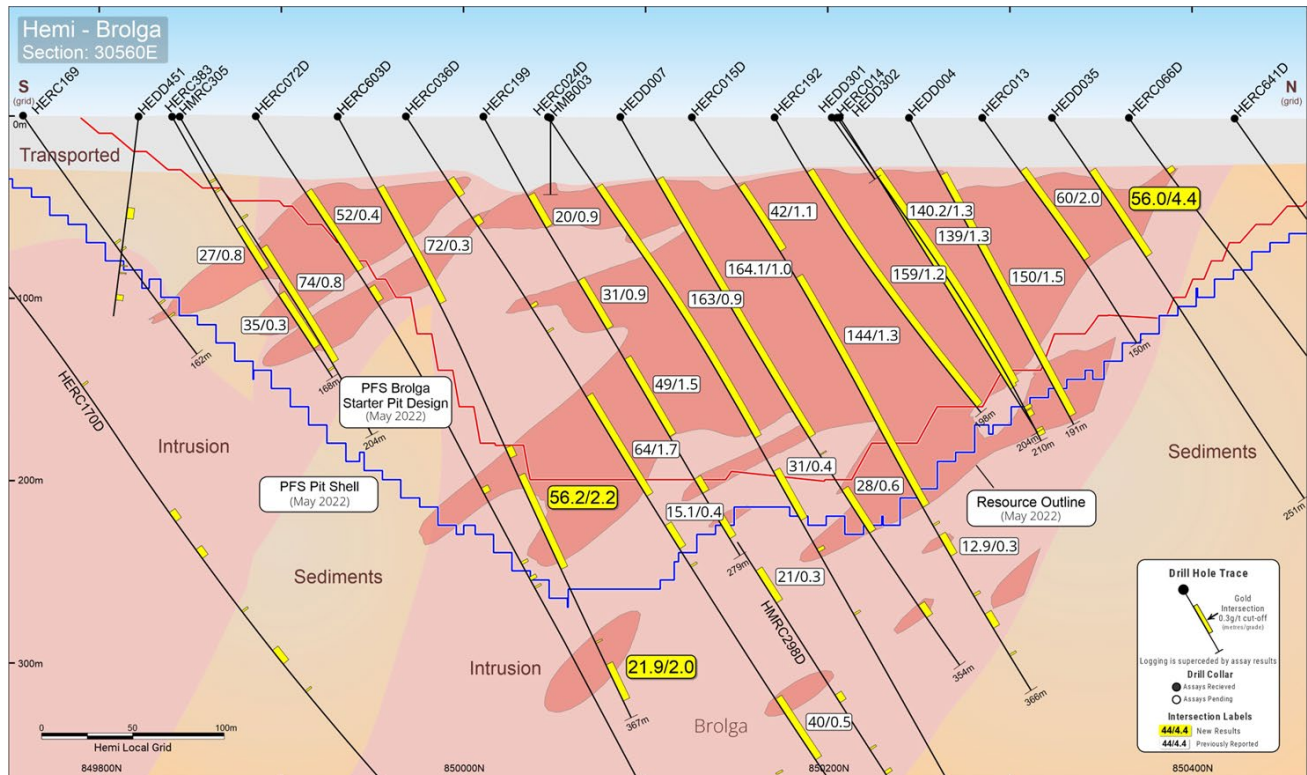 Hemi - Brolga
Section: 30560E
S
(grid)
N
(grid)
HERC169
HEDD451
HERC383
HMRC305
HERC072D
HERC603D
HERC036D
HERC199
HERC024D
HMB003
HEDD007
HERC015D
HERC192
HEDD301
HERC014
HEDD302
HEDD004
HERC013
HEDD035
HERC066D
HERC641D
0m
Transported
52/0.4
20/0.9
42/1.1
140.2/1.3
60/2.0
56.0/4.4
27/0.8
72/0.3
139/1.3
74/0.8
164.1/1.0
159/1.2
150/1.5
100m
31/0.9
163/0.9
35/0.3
144/1.3
162m
168m
150m
PFS Brolga
Starter Pit Design
(May 2022)
49/1.5
HERC170D
204m
198m
204m
210m
191m
Intrusion
64/1.7
Sediments
200m
PFS Pit Shell
(May 2022)
56.2/2.2
31/0.4
28/0.6
Resource Outline
(May 2022)
251m
15.1/0.4
12.9/0.3
279m
Sediments
21/0.3
HMRC298D
300m
Intrusion
21.9/2.0
354m
366m
367m
40/0.5
Brolga
0
50
100m
Hemi Local Grid
849800N
850000N
850200N
850400N
Drill Hole Trace
Gold
Intersection
0.3g/t cut-off
(metres/grade)
Logging is superceded by assay results
Drill Collar
Assays Recieved
Assays Pending
Intersection Labels
44/4.4 New Results
44/4.4 Previously Reported